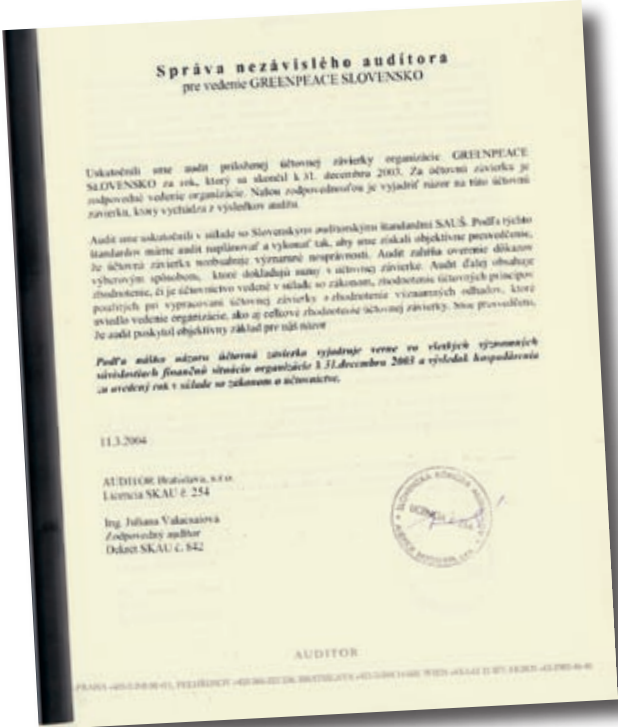 Správa nezávislého audítora
pre vedenie GREENPEACE SLOVENSKO
Uskutočnili sme audit priloženej účtovnej závierky organizácie GREENPEACE
SLOVENSKO za rok, ktorý sa skončil k 31. decembra 2003. Za účtovnú závierku je
zodpovedné vedenie organizácie. Našou zodpovednosťou je vyjadriť názor na túto účtovnú
závierku, ktorý vychádza z výsledkov auditu.
Audit sme uskutočnili v súlade so Slovenskými audítorskými štandardmi SAUŠ. Podľa týchto
štandardov máme audit naplánovať a vykonať tak, aby sme získali objektívne presvedčenie,
že účtovná závierka neobsahuje významné nesprávnosti. Audit zahŕňa overenie dôkazov
výberovým spôsobom, ktoré dokladujú sumy v účtovnej závierke. Audit ďalej obsahuje
zhodnotenie, či je účtovníctvo vedené v súlade so zákonom, zhodnotenie účtovných princípov
použitých pri vypracovaní účtovnej závierky a zhodnotenie významných odhadov, ktoré
uviedlo vedenie organizácie, ako aj celkové zhodnotenie účtovnej závierky. Sme presvedčení,
že audit poskytol objektívny základ pre náš názor
Podľa nášho názoru účtovná závierka vyjadruje verne vo všetkých významných
súvislostiach finančnú situáciu organizácie k 31.decembra 2003 a výsledok hospodárenia
za uvedený rok v súlade so zákonom o účtovníctve.
11.3.2004
AUDITOR Bratislava, s.r.o.
Licencia SKAU č. 254
Ing. Juliana
Zodpovedný audítor
Dekrét SKAU č. 842
SLOVENSKÁ KOMORA
LICENCIA
AUDITOR